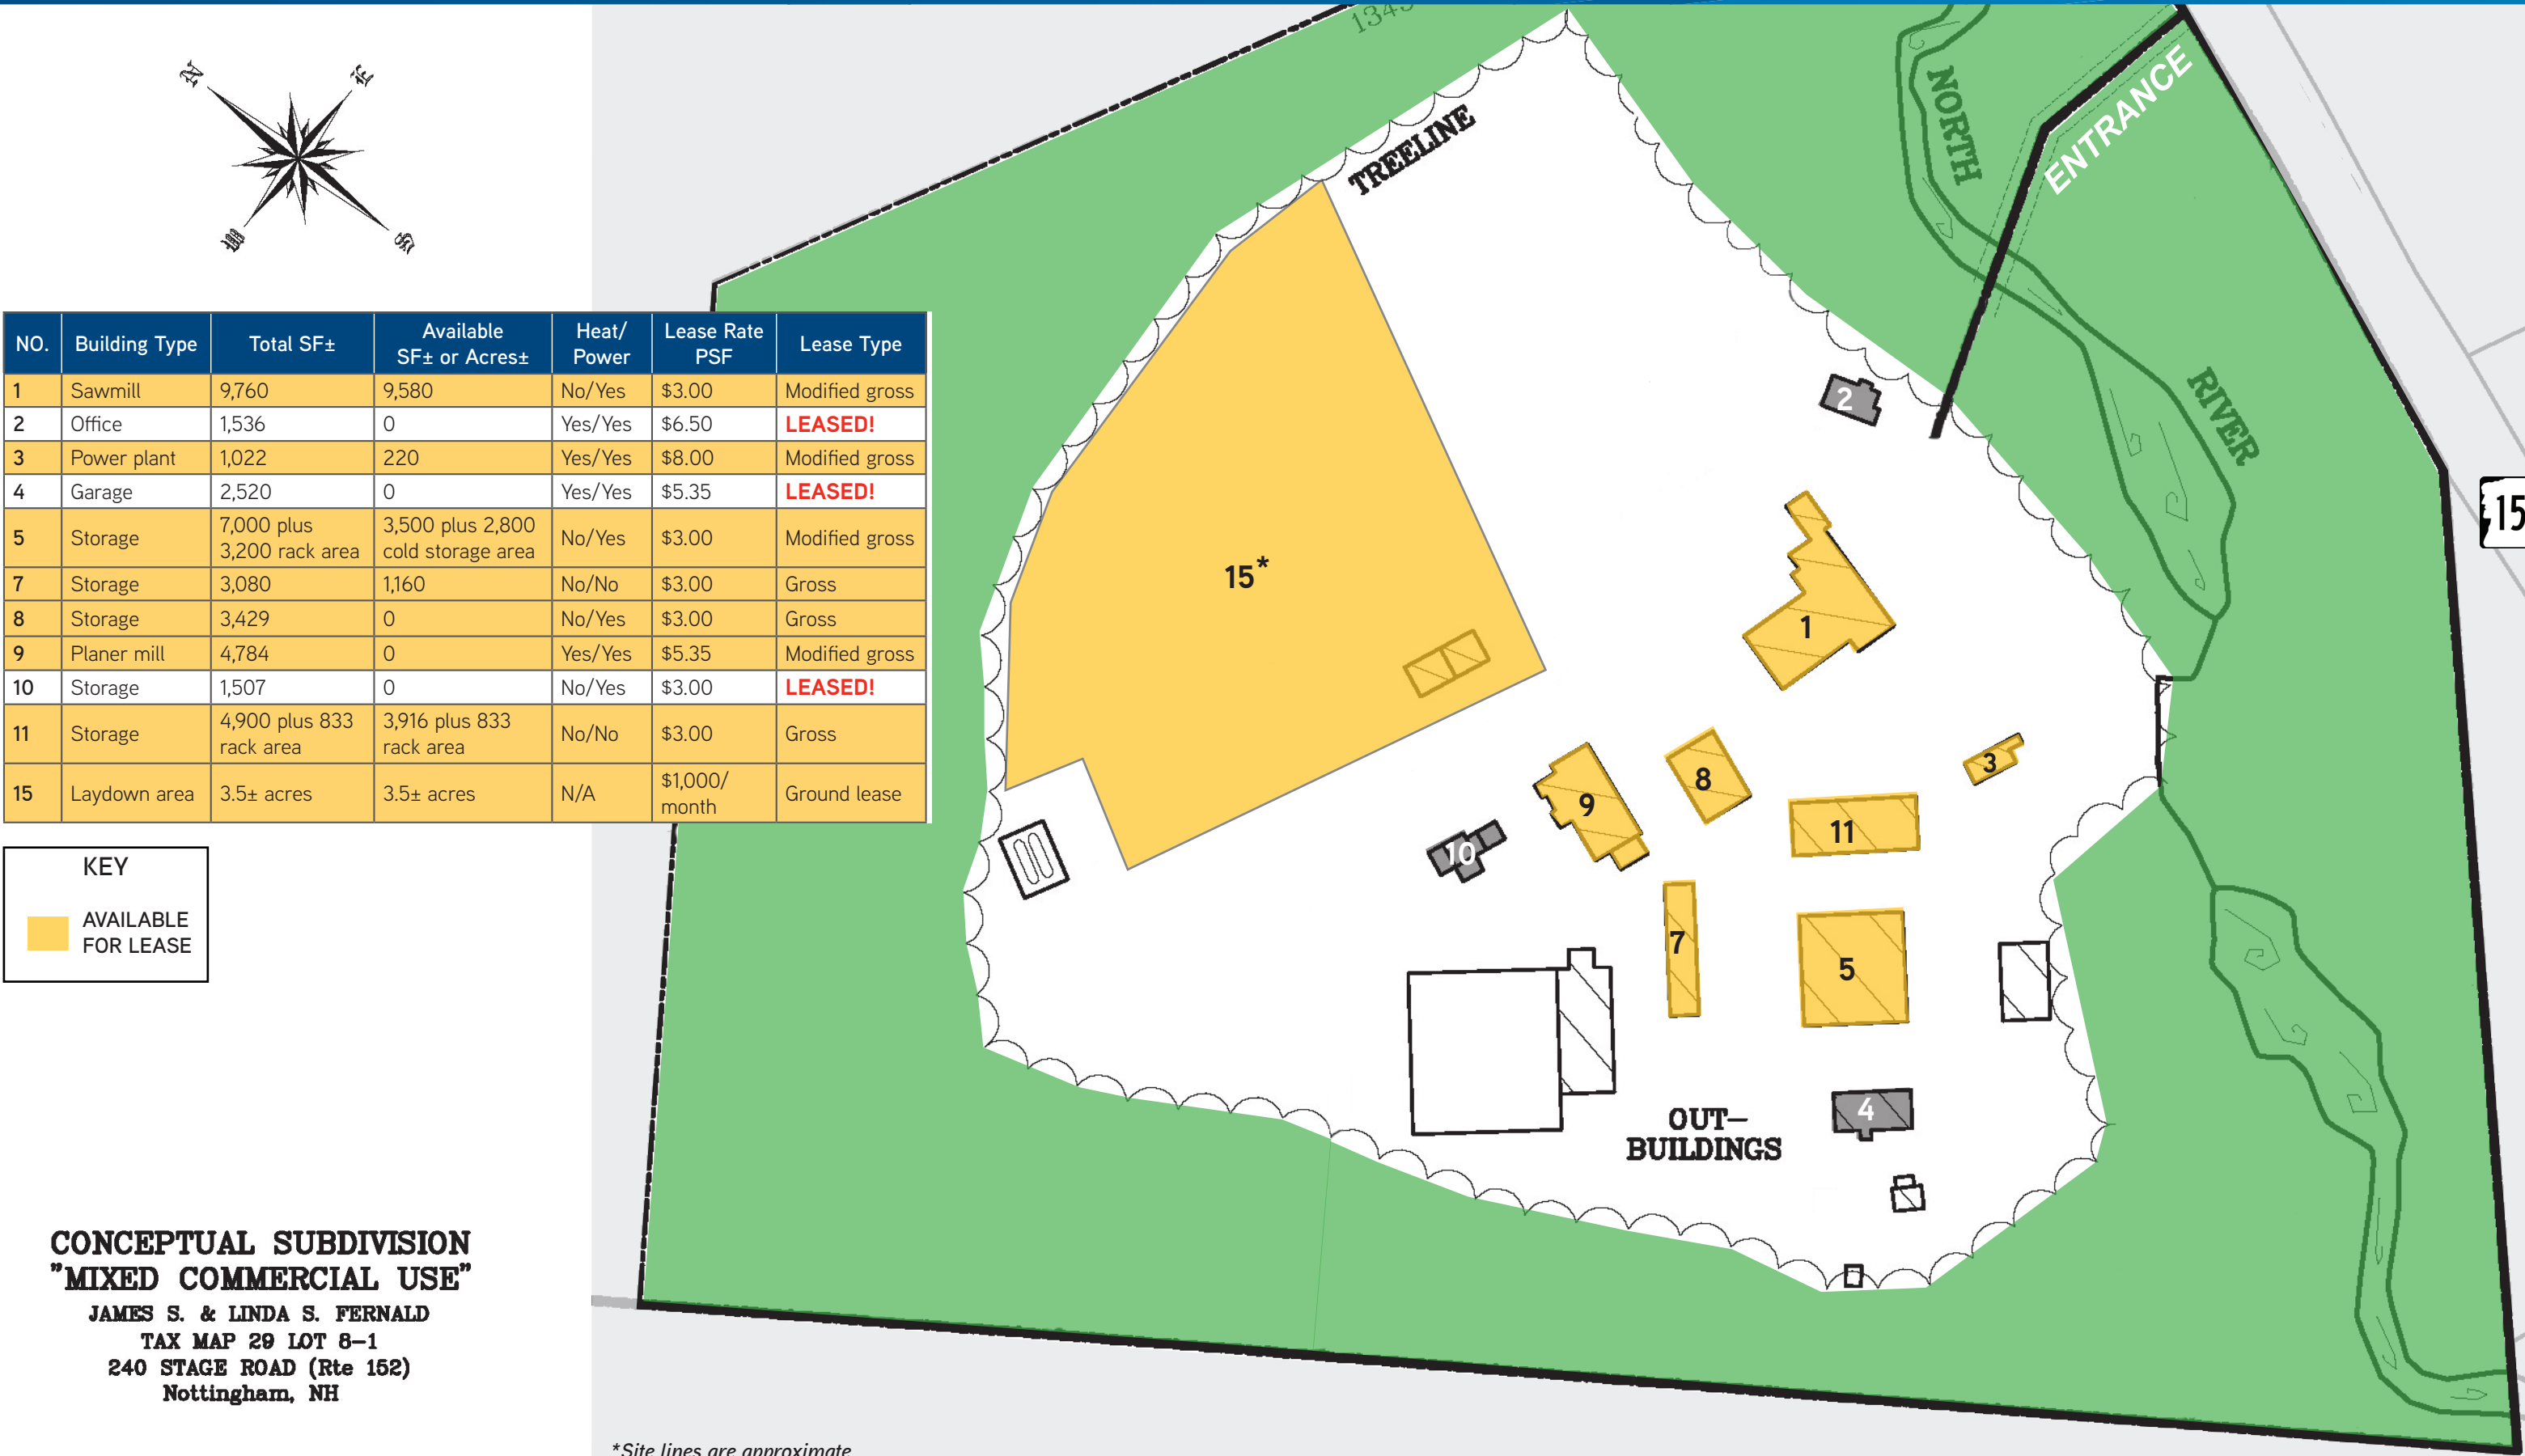 1345
N
E
W
S
TREELINE
NORTH
RIVER
ENTRANCE
15
NO. Building Type Total SF± Available SF± or Acres± Heat/ Power Lease Rate PSF Lease Type
1 Sawmill 9,760 9,580 No/Yes $3.00 Modified gross
2 Office 1,536 0 Yes/Yes $6.50 LEASED!
3 Power plant 1,022 220 Yes/Yes $8.00 Modified gross
4 Garage 2,520 0 Yes/Yes $5.35 LEASED!
5 Storage 7,000 plus 3,200 rack area 3,500 plus 2,800 cold storage area No/Yes $3.00 Modified gross
7 Storage 3,080 1,160 No/No $3.00 Gross
8 Storage 3,429 0 No/Yes $3.00 Gross
9 Planer mill 4,784 0 Yes/Yes $5.35 Modified gross
10 Storage 1,507 0 No/Yes $3.00 LEASED!
11 Storage 4,900 plus 833 rack area 3,916 plus 833 rack area No/No $3.00 Gross
15 Laydown area 3.5± acres 3.5± acres N/A $1,000/ month Ground lease
KEY
AVAILABLE
FOR LEASE
2
15*
1
3
8
9
11
10
7
5
4
OUT-
BUILDINGS
CONCEPTUAL SUBDIVISION
"MIXED COMMERCIAL USE"
JAMES S. & LINDA S. FERNALD
TAX MAP 29 LOT 8-1
240 STAGE ROAD (Rte 152)
Nottingham, NH
*Site lines are approximate